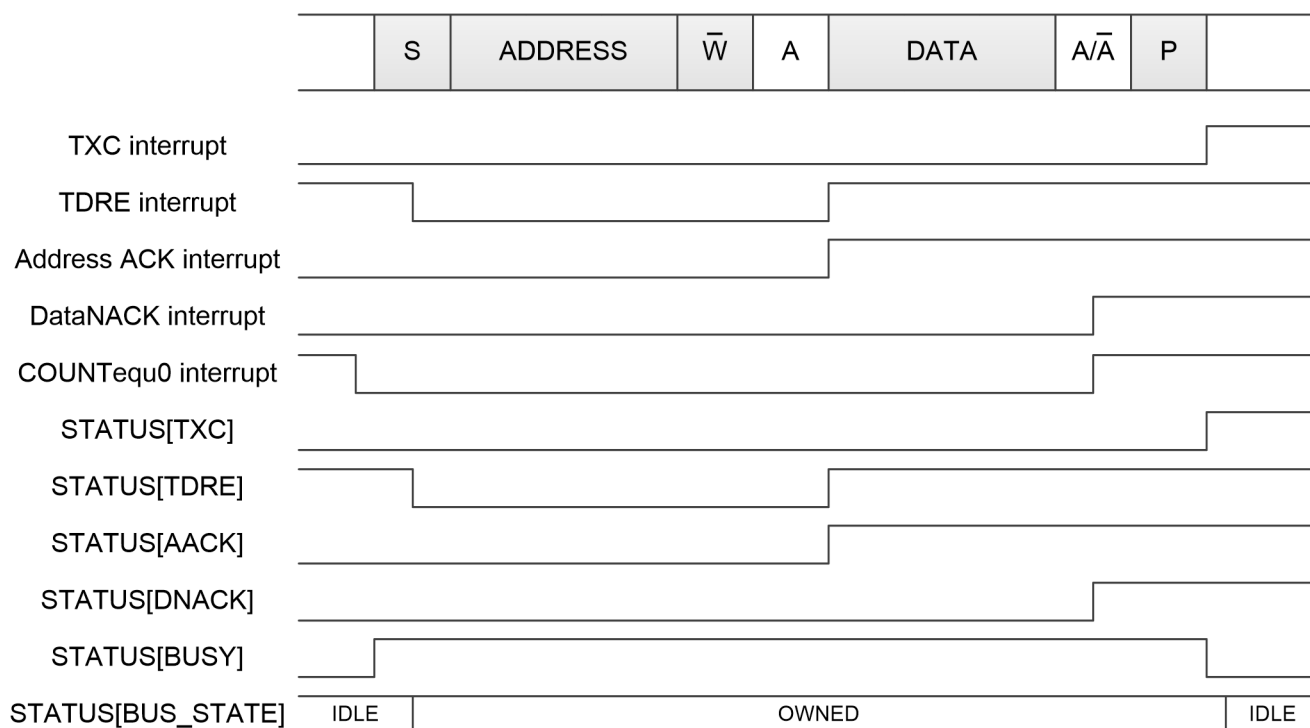 S ADDRESS W̅ A DATA A/A̅ P
TXC interrupt
TDRE interrupt
Address ACK interrupt
DataNACK interrupt
COUNTequ0 interrupt
STATUS[TXC]
STATUS[TDRE]
STATUS[AACK]
STATUS[DNACK]
STATUS[BUSY]
STATUS[BUS_STATE] IDLE OWNED IDLE